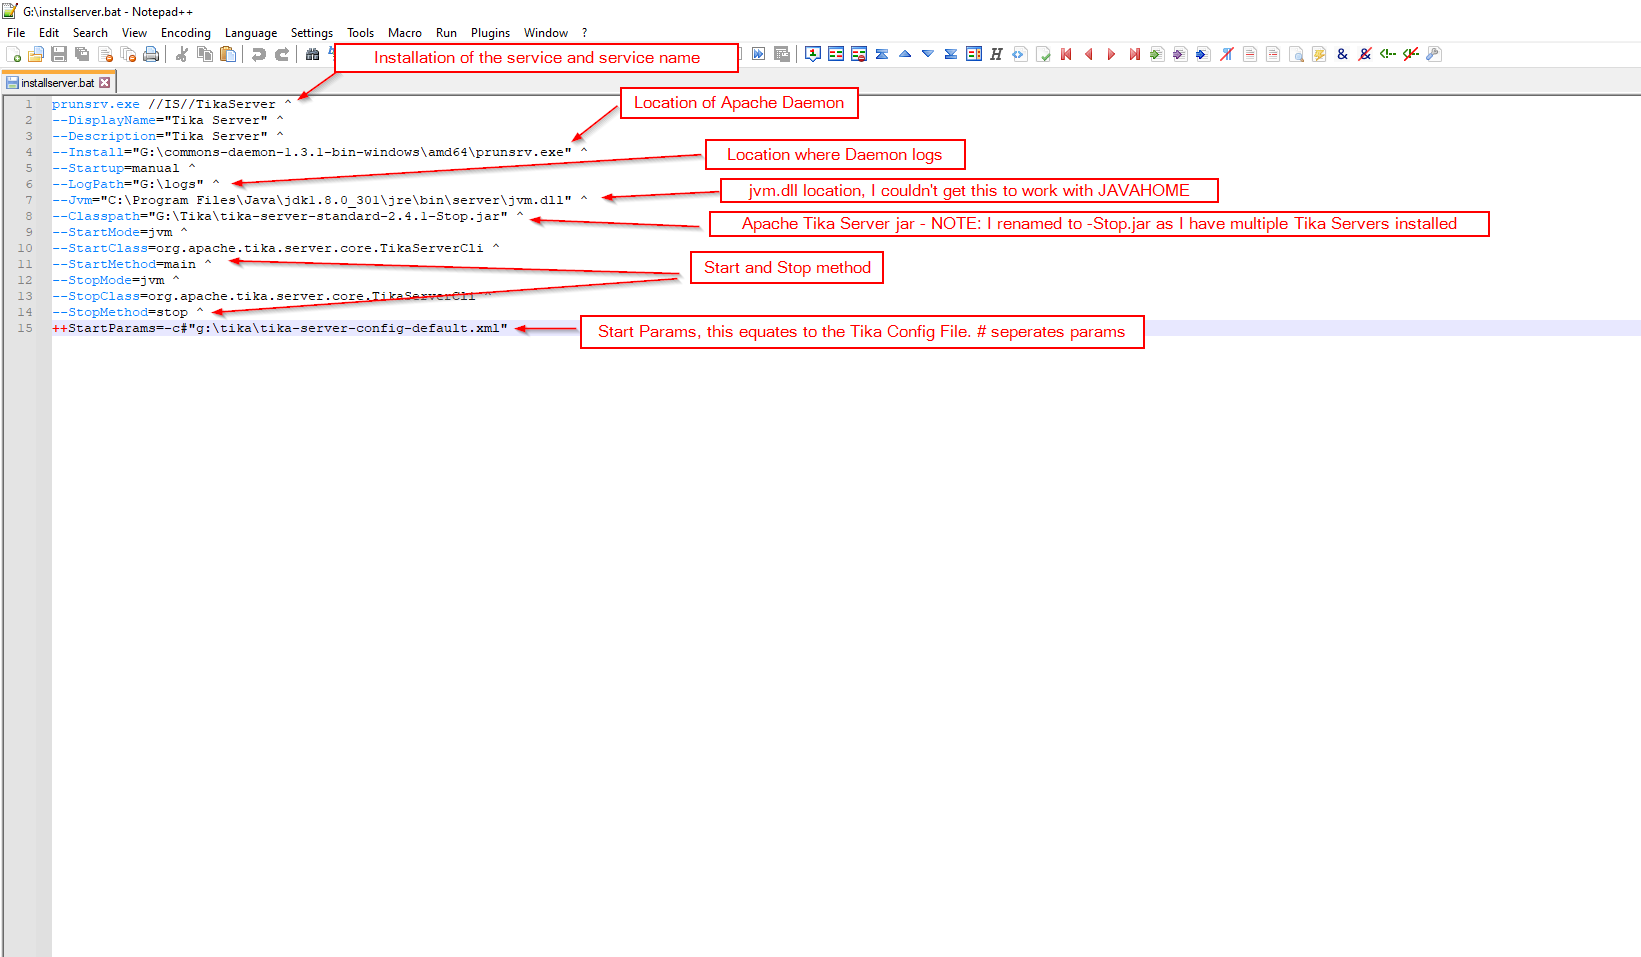 G:\installserver.bat - Notepad++
File Edit Search View Encoding Language Settings Tools Macro Run Plugins Window ?
Installation of the service and service name
installserver.bat
1 prunsrv.exe //IS//TikaServer ^
Location of Apache Daemon
2 --DisplayName="Tika Server" ^
3 --Description="Tika Server" ^
4 --Install="G:\commons-daemon-1.3.1-bin-windows\amd64\prunsrv.exe" ^
Location where Daemon logs
5 --Startup=manual ^
6 --LogPath="G:\logs" ^
jvm.dll location, I couldn't get this to work with JAVAHOME
7 --Jvm="C:\Program Files\Java\jdk1.8.0_301\jre\bin\server\jvm.dll" ^
8 --Classpath="G:\Tika\tika-server-standard-2.4.1-Stop.jar" ^
Apache Tika Server jar - NOTE: I renamed to -Stop.jar as I have multiple Tika Servers installed
9 --StartMode=jvm ^
10 --StartClass=org.apache.tika.server.core.TikaServerCli ^
11 --StartMethod=main ^
Start and Stop method
12 --StopMode=jvm ^
13 --StopClass=org.apache.tika.server.core.TikaServerCli ^
14 --StopMethod=stop ^
15 ++StartParams=-c#"g:\tika\tika-server-config-default.xml"
Start Params, this equates to the Tika Config File. # seperates params